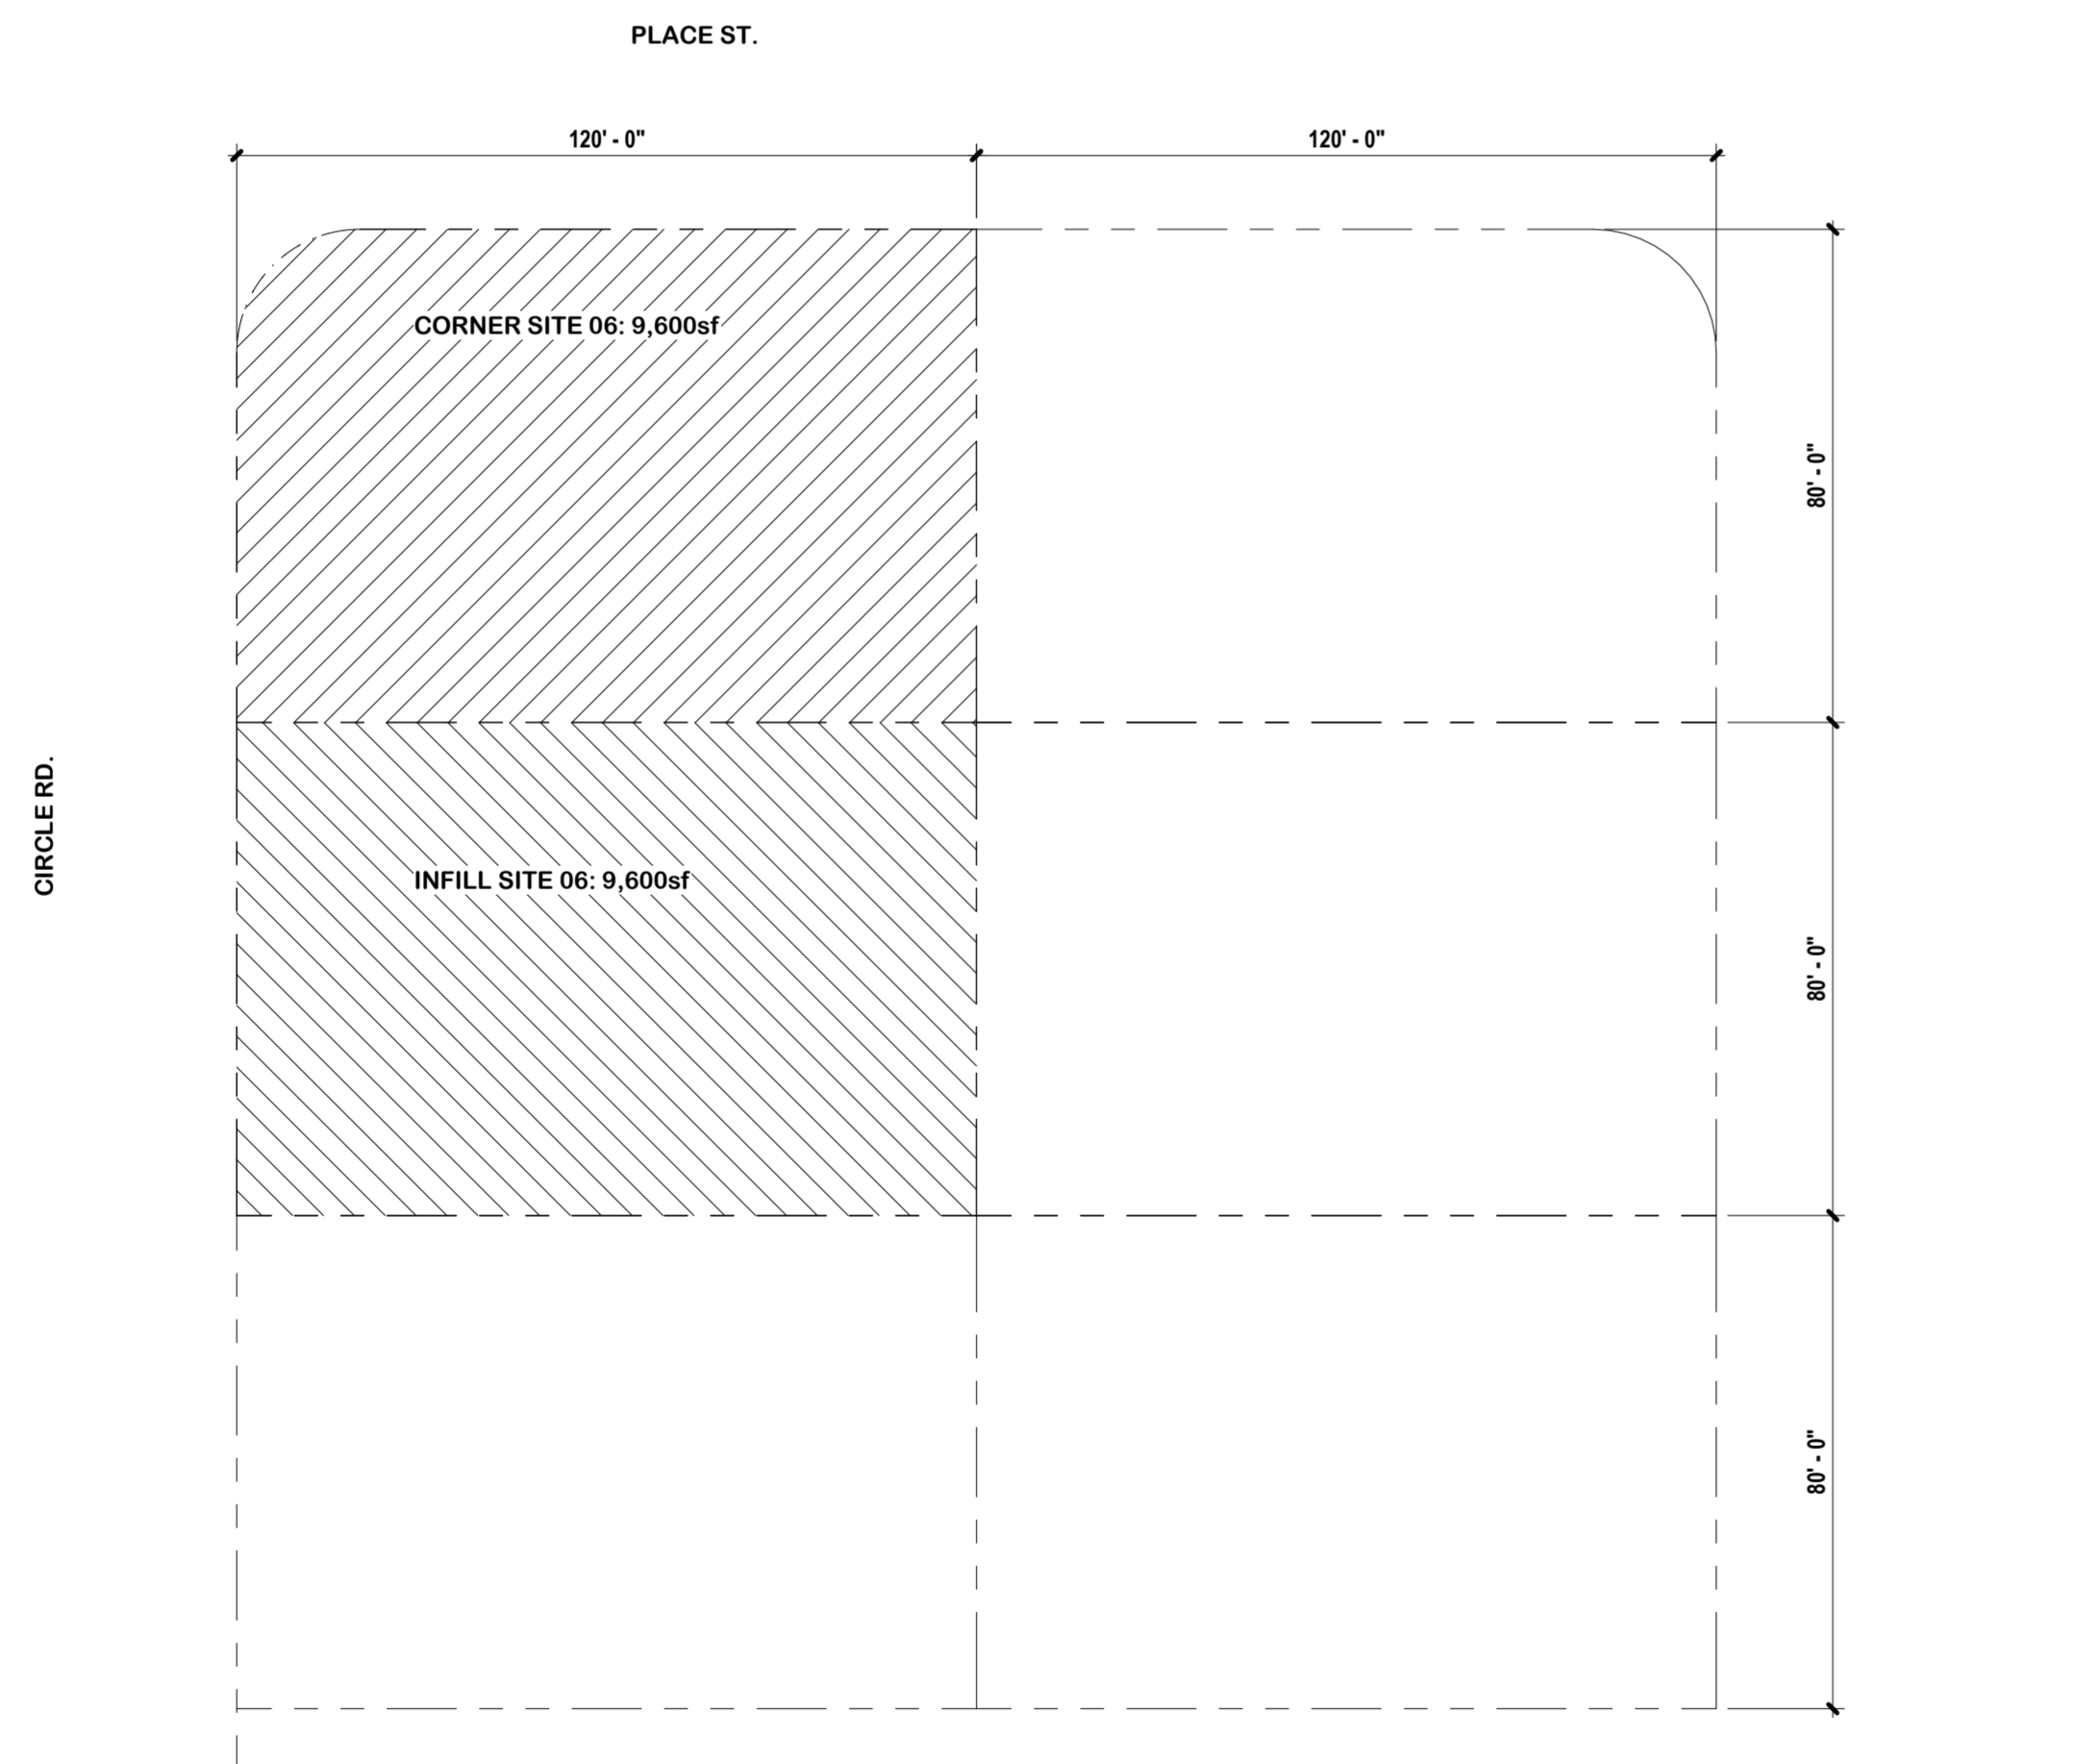 PLACE ST.
120' - 0"
120' - 0"
CORNER SITE 06: 9,600sf
80' - 0"
CIRCLE RD.
INFILL SITE 06: 9,600sf
80' - 0"
80' - 0"